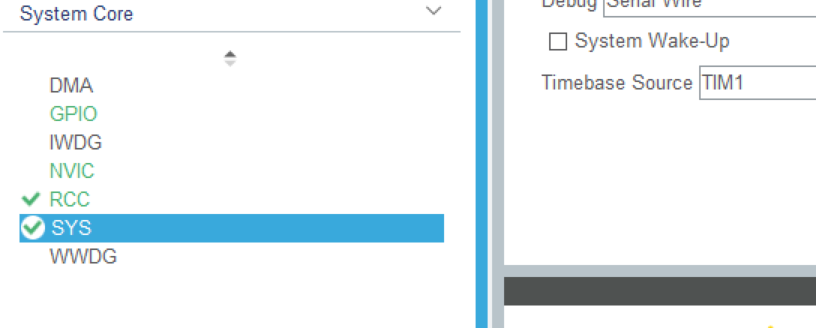 System Core
DMA
GPIO
IWDG
NVIC
RCC
SYS
WWDG
Debug Serial Wire
System Wake-Up
Timebase Source TIM1